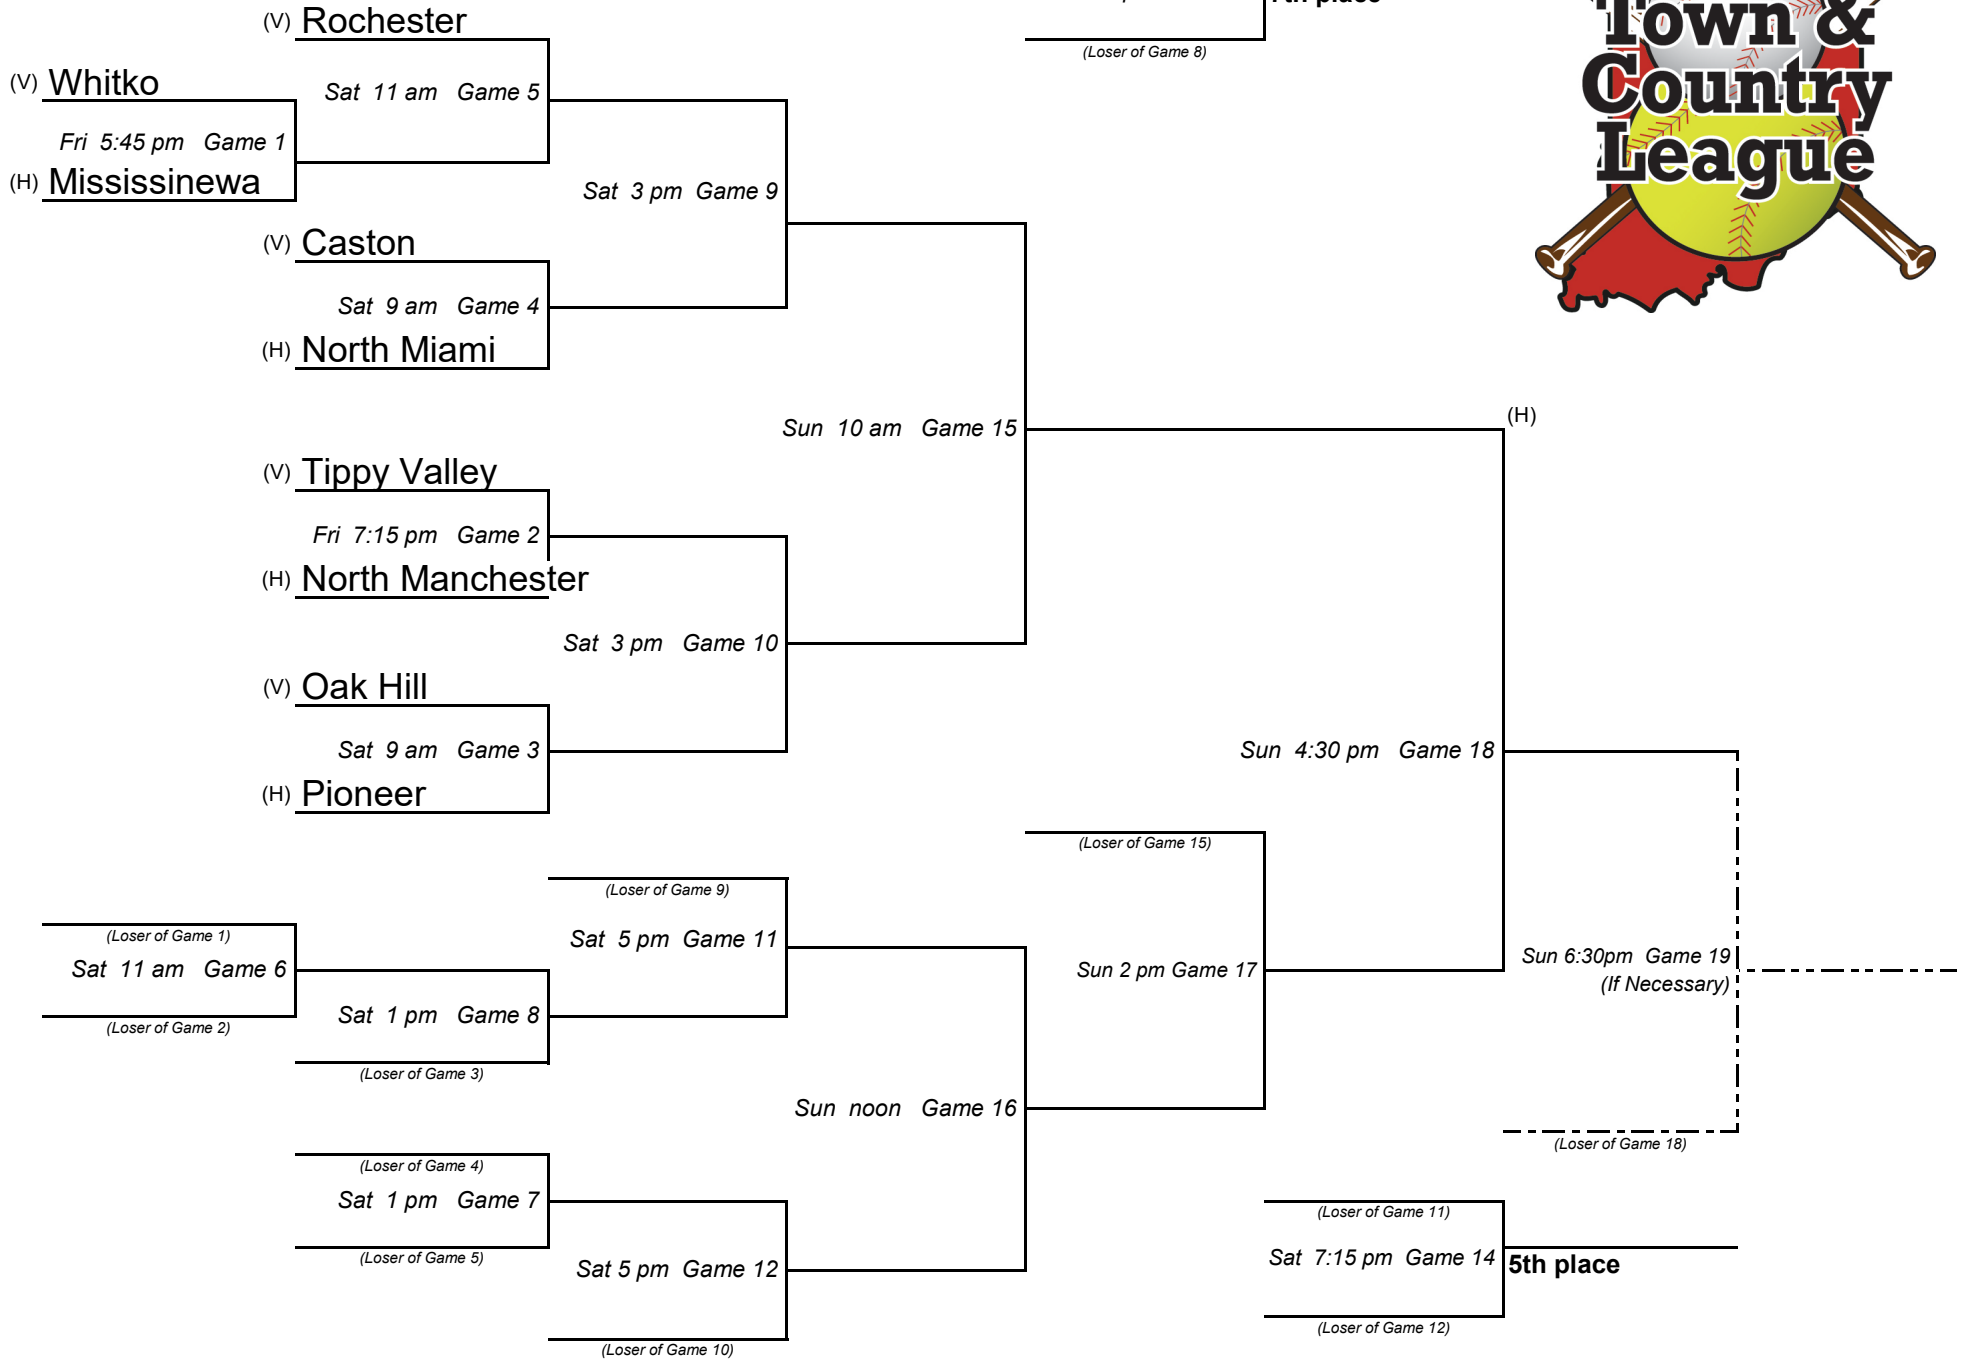 (V) Rochester
7th place
(Loser of Game 8)
Town &
Country
League
(V) Whitko
Sat 11 am Game 5
Fri 5:45 pm Game 1
(H) Mississinewa
Sat 3 pm Game 9
(V) Caston
Sat 9 am Game 4
(H) North Miami
(H)
Sun 10 am Game 15
(V) Tippy Valley
Fri 7:15 pm Game 2
(H) North Manchester
Sat 3 pm Game 10
(V) Oak Hill
Sat 9 am Game 3
Sun 4:30 pm Game 18
(H) Pioneer
(Loser of Game 15)
(Loser of Game 9)
(Loser of Game 1)
Sat 5 pm Game 11
Sat 11 am Game 6
Sun 2 pm Game 17
Sun 6:30pm Game 19
(If Necessary)
(Loser of Game 2)
Sat 1 pm Game 8
(Loser of Game 3)
Sun noon Game 16
(Loser of Game 18)
(Loser of Game 4)
Sat 1 pm Game 7
(Loser of Game 11)
(Loser of Game 5)
Sat 5 pm Game 12
Sat 7:15 pm Game 14
5th place
(Loser of Game 12)
(Loser of Game 10)